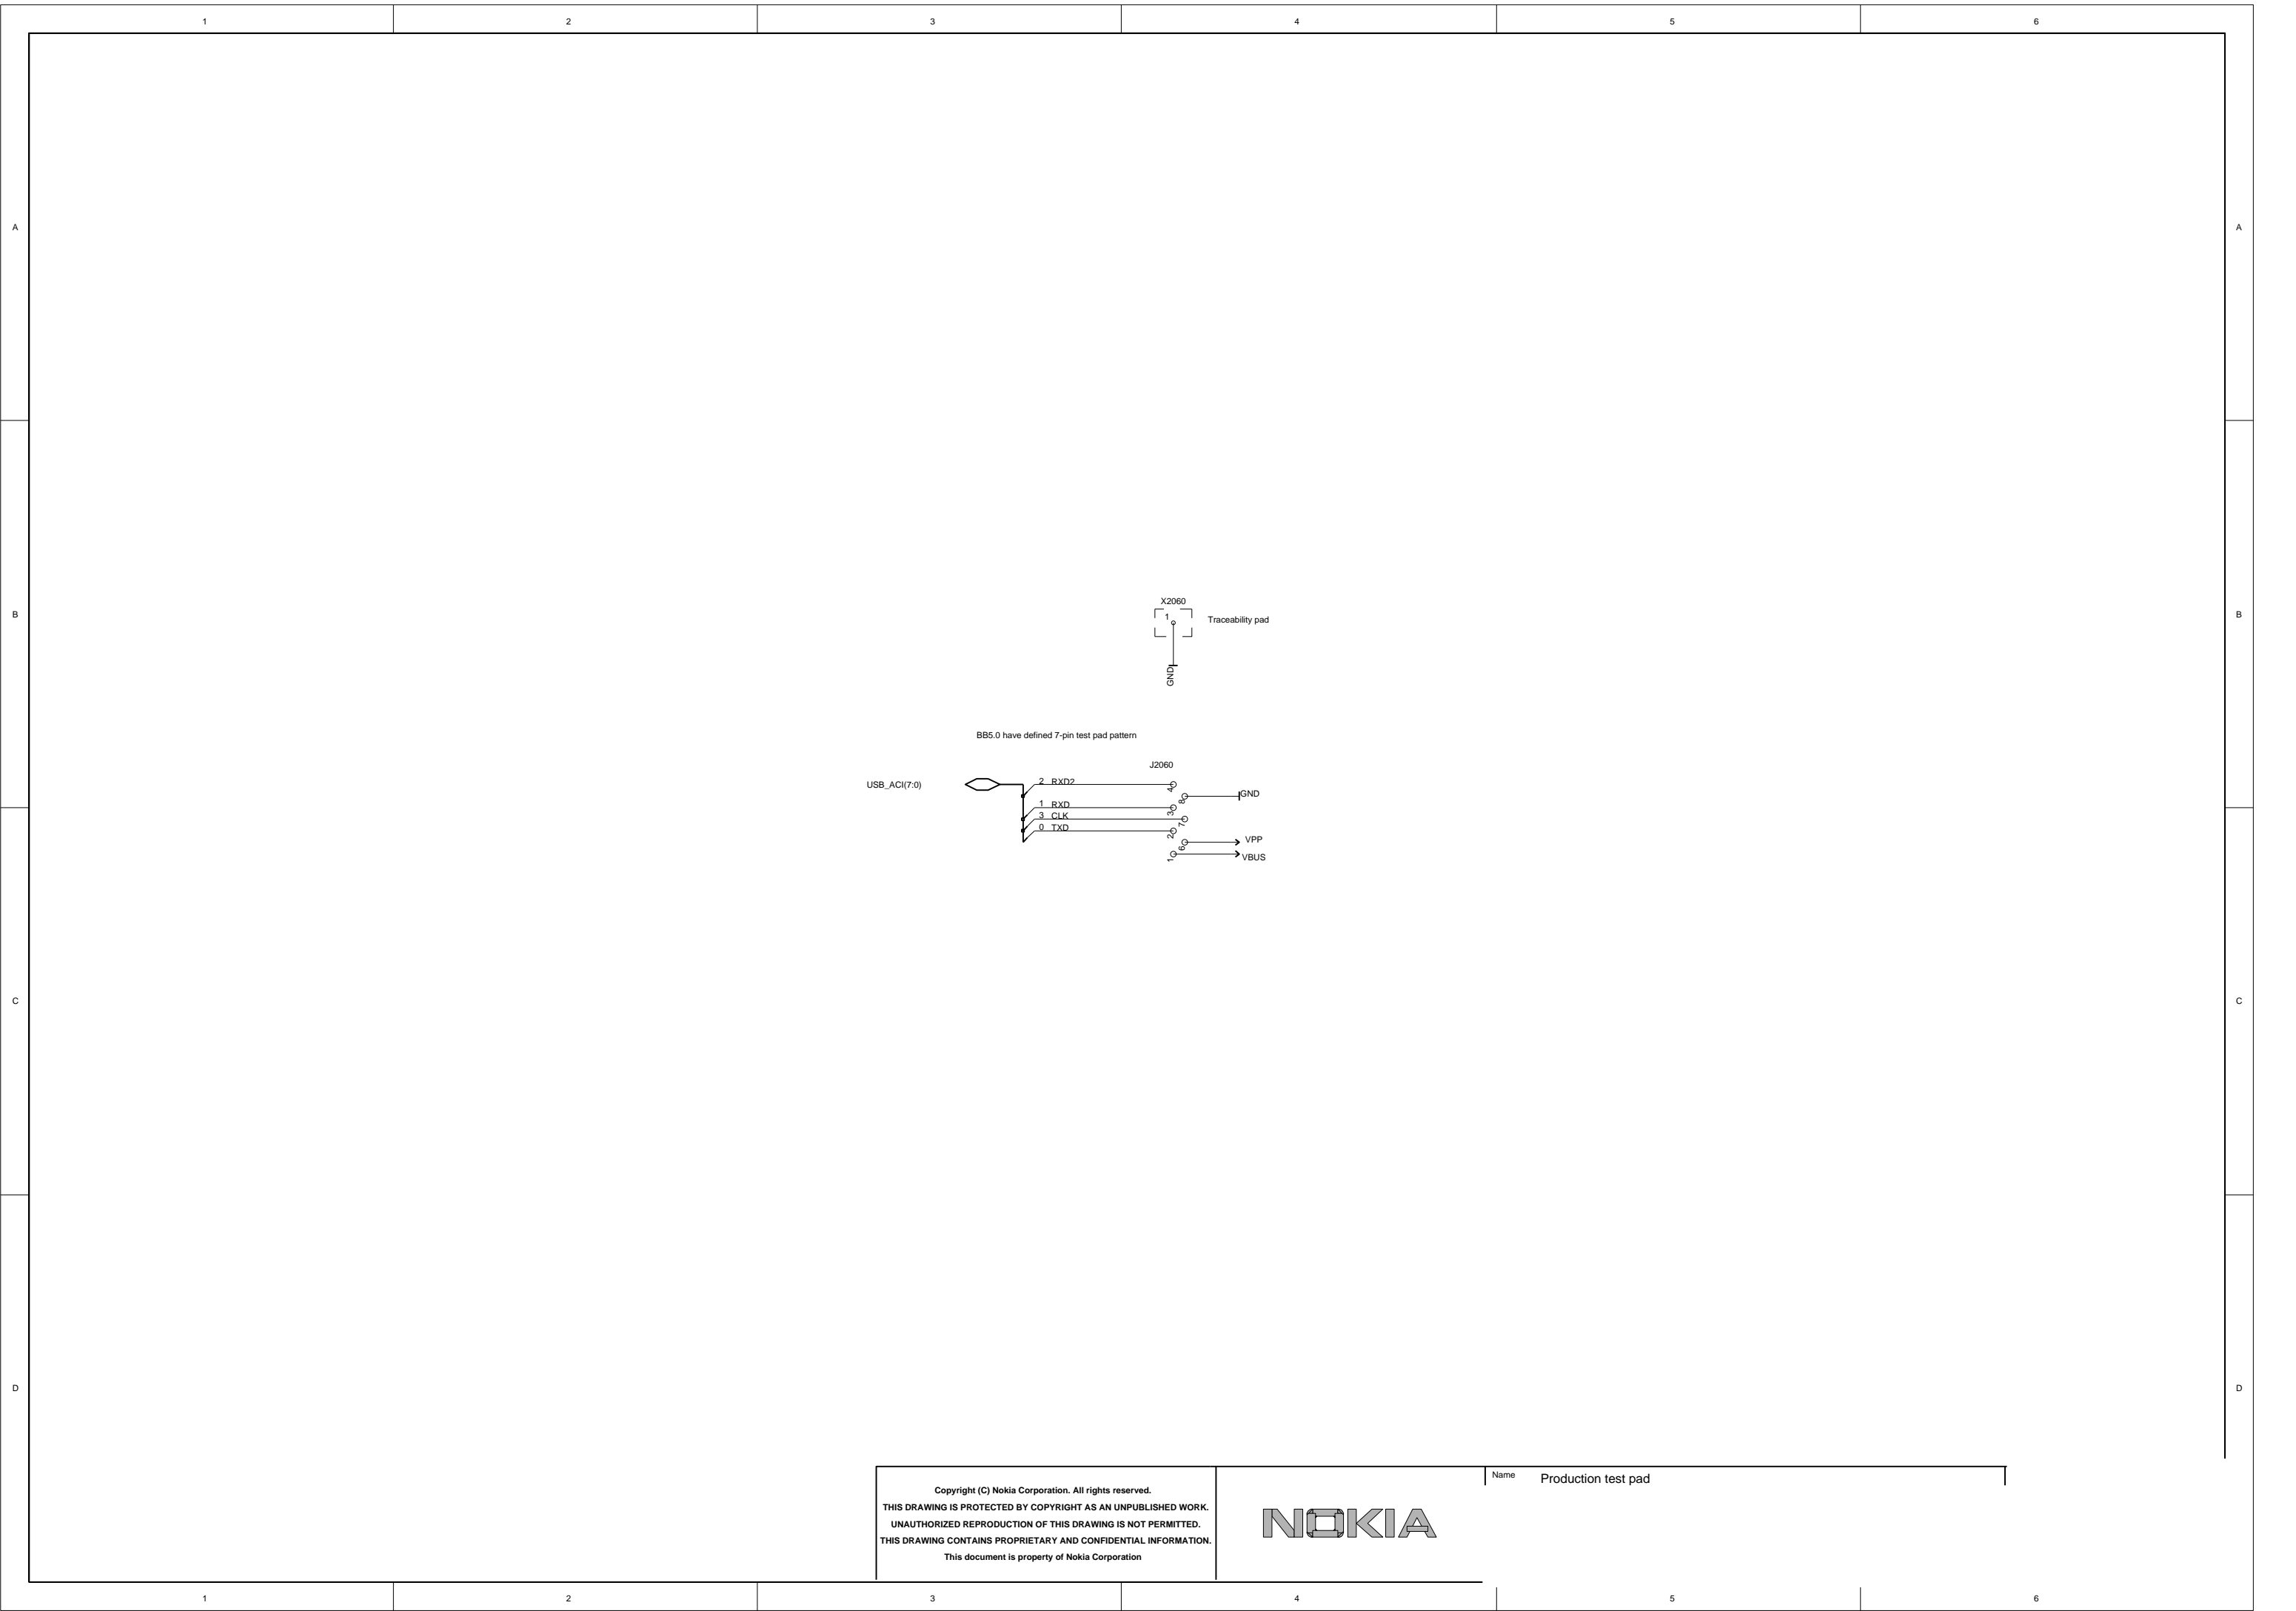 1 2 3 4 5 6
A A
X2060
B 1 Traceability pad B
GND
BB5.0 have defined 7-pin test pad pattern
J2060
USB_ACI(7:0) 2 RXD2 4
8 GND
1 RXD 3
3 CLK 7
0 TXD 2
6 VPP
1 VBUS
C C
D D
Name Production test pad
Copyright (C) Nokia Corporation. All rights reserved.
THIS DRAWING IS PROTECTED BY COPYRIGHT AS AN UNPUBLISHED WORK.
UNAUTHORIZED REPRODUCTION OF THIS DRAWING IS NOT PERMITTED.
THIS DRAWING CONTAINS PROPRIETARY AND CONFIDENTIAL INFORMATION.
This document is property of Nokia Corporation
NOKIA
1 2 3 4 5 6